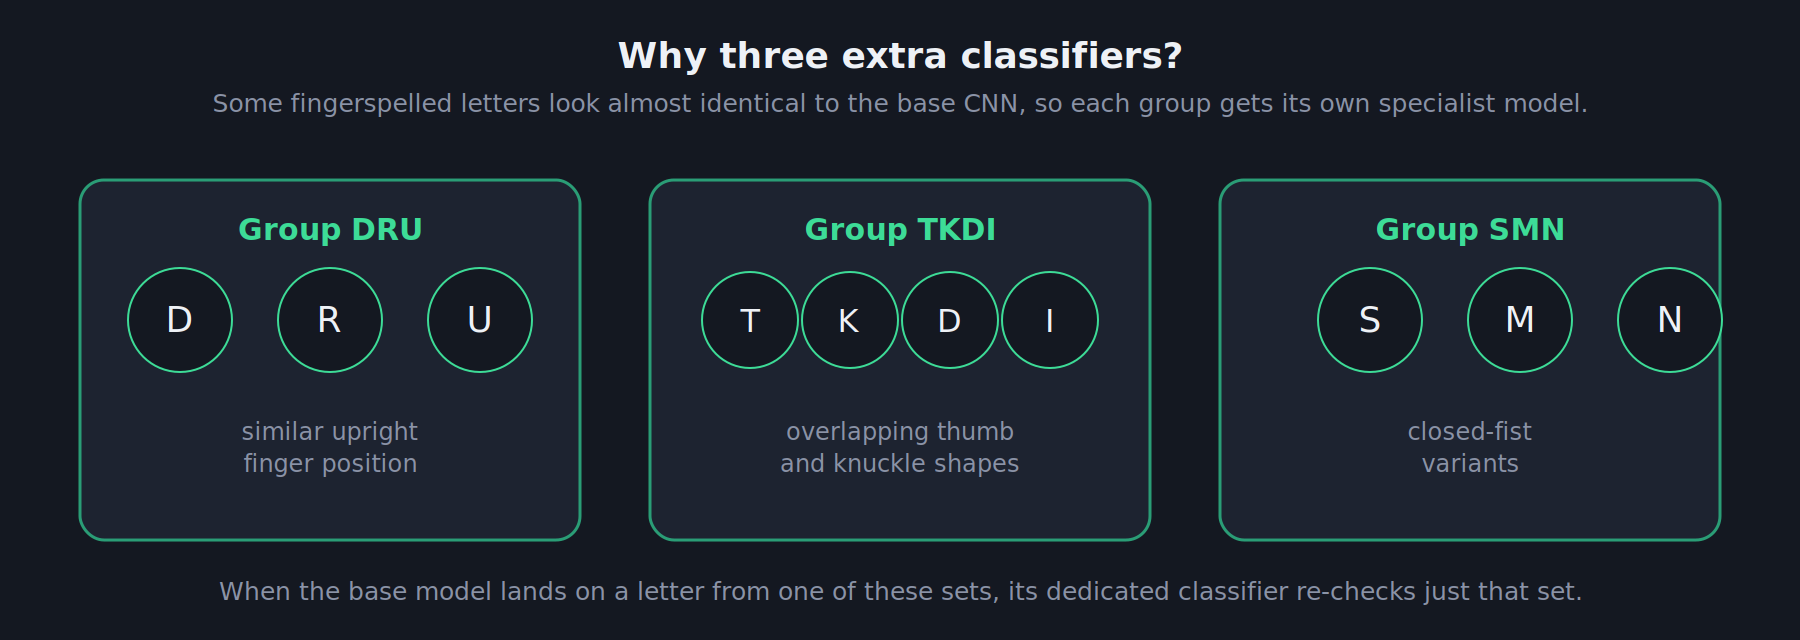 Why three extra classifiers?
Some fingerspelled letters look almost identical to the base CNN, so each group gets its own specialist model.
Group DRU
D R U
similar upright
finger position
Group TKDI
T K D I
overlapping thumb
and knuckle shapes
Group SMN
S M N
closed-fist
variants
When the base model lands on a letter from one of these sets, its dedicated classifier re-checks just that set.